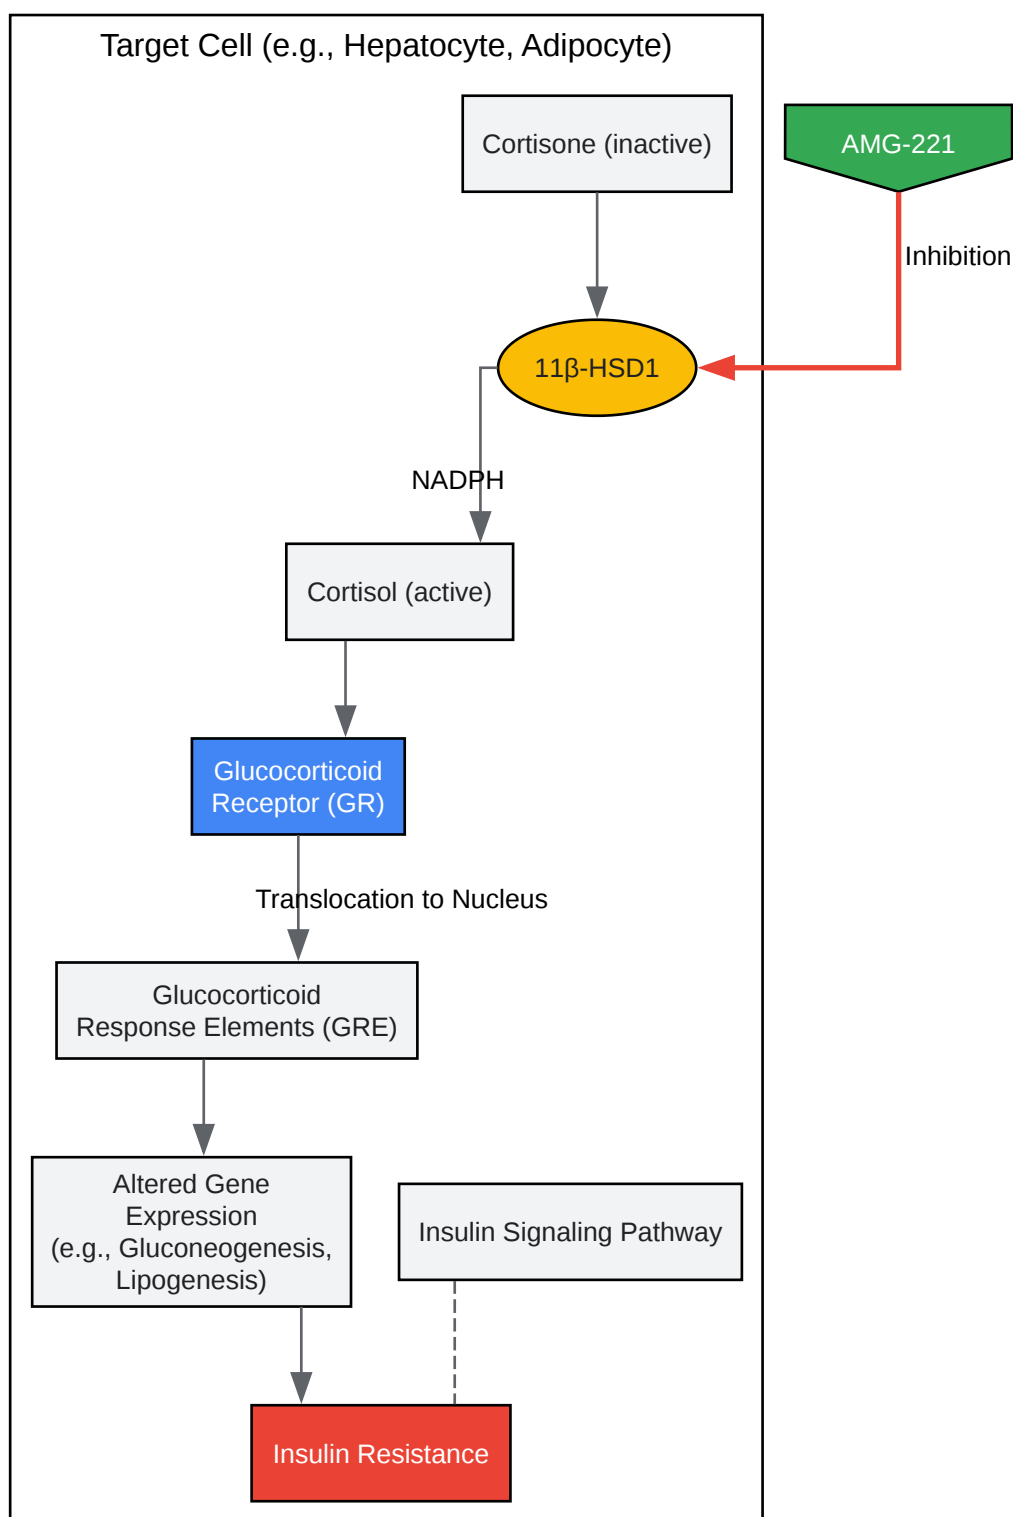 Target Cell (e.g., Hepatocyte, Adipocyte)
Cortisone (inactive)
AMG-221
Inhibition
11β-HSD1
NADPH
Cortisol (active)
Glucocorticoid
Receptor (GR)
Translocation to Nucleus
Glucocorticoid
Response Elements (GRE)
Altered Gene
Expression
(e.g., Gluconeogenesis,
Lipogenesis)
Insulin Signaling Pathway
Insulin Resistance